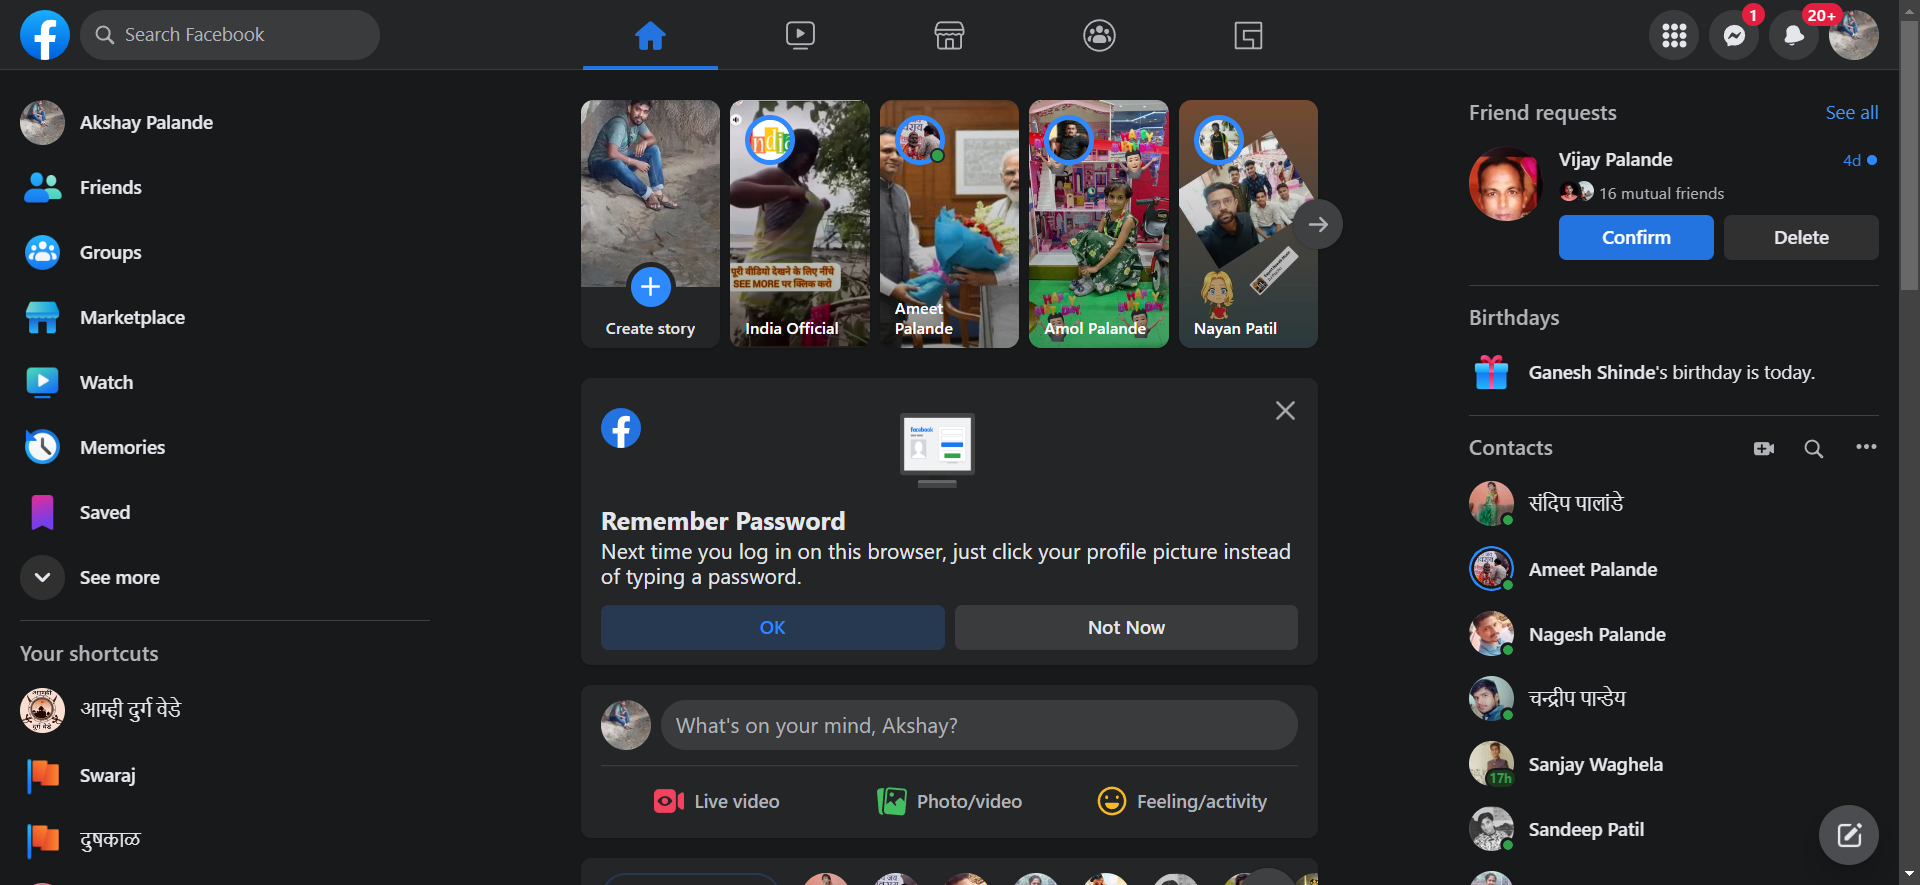 Search Facebook
1
20+
Akshay Palande
Friends
Groups
Marketplace
Watch
Memories
Saved
See more
Your shortcuts
आम्ही दुर्ग वेडे
Swaraj
दुषकाळ
Create story
पूरी वीडियो देखने के लिए नींचे
SEE MORE पर क्लिक करो
India Official
Ameet
Palande
Amol Palande
Nayan Patil
facebook
Remember Password
Next time you log in on this browser, just click your profile picture instead
of typing a password.
OK
Not Now
What's on your mind, Akshay?
Live video
Photo/video
Feeling/activity
Friend requests
See all
Vijay Palande
4d
16 mutual friends
Confirm
Delete
Birthdays
Ganesh Shinde's birthday is today.
Contacts
संदिप पालांडे
Ameet Palande
Nagesh Palande
चन्द्रीप पान्डेय
Sanjay Waghela
17h
Sandeep Patil